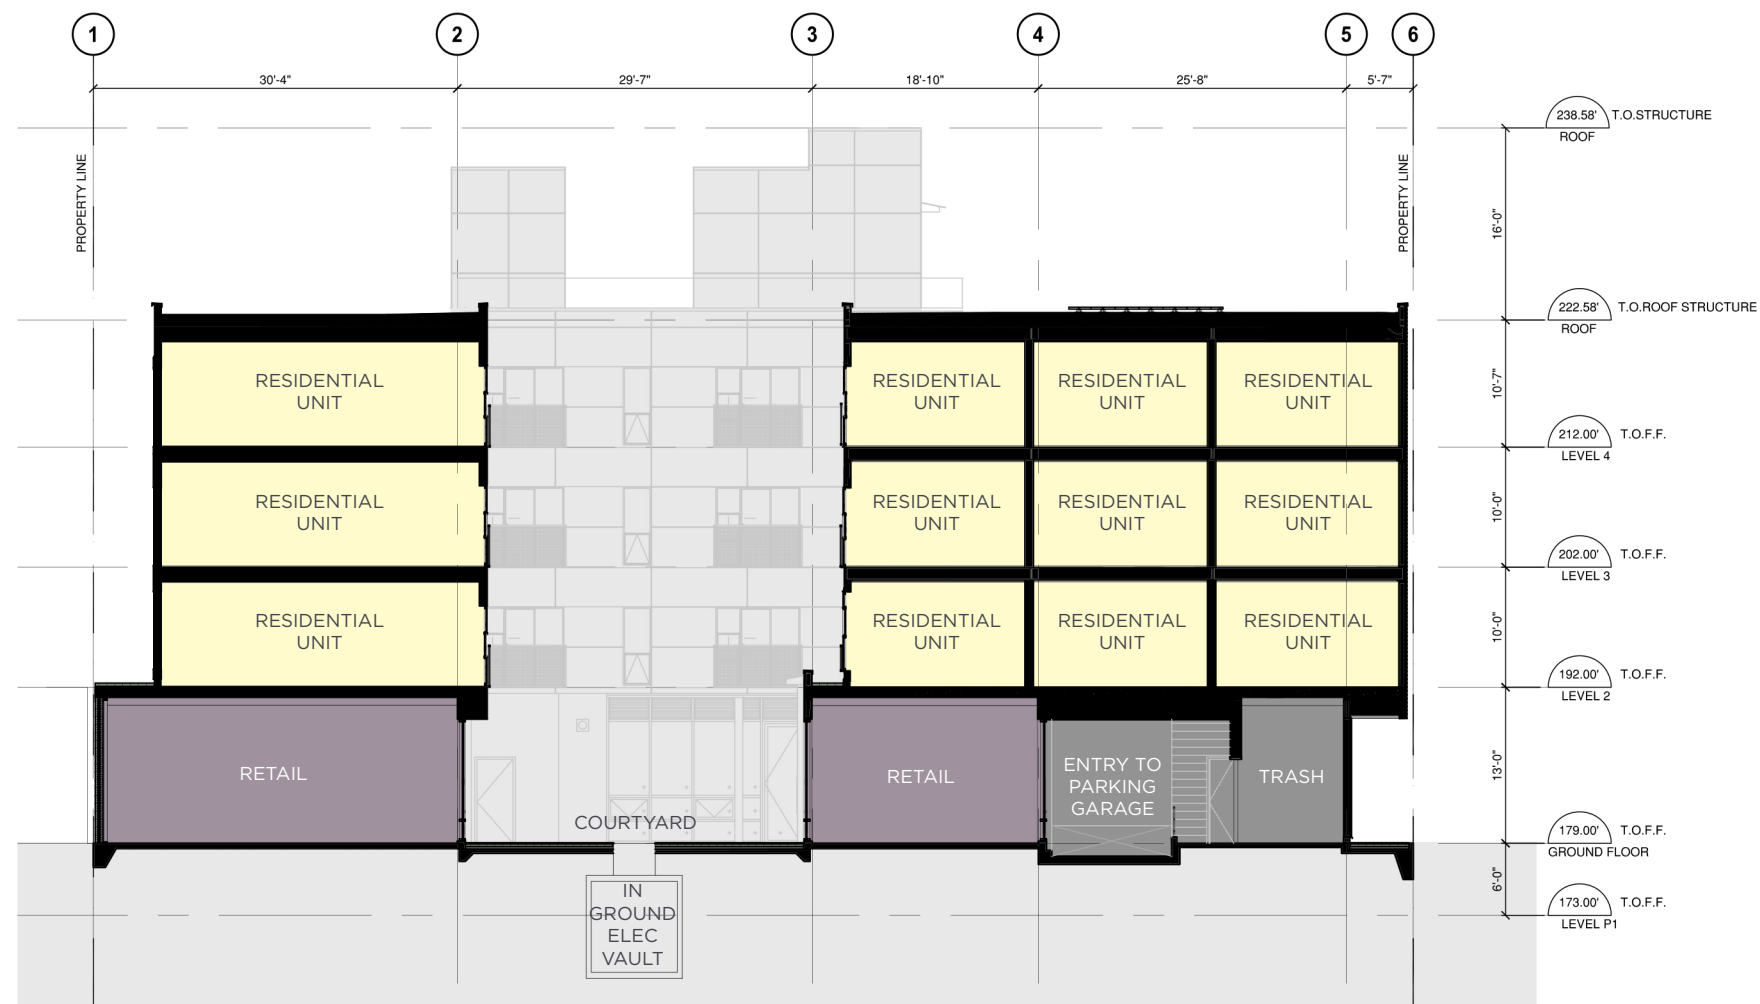 1 2 3 4 5 6
30'-4" 29'-7" 18'-10" 25'-8" 5'-7"
238.58' T.O.STRUCTURE
ROOF
PROPERTY LINE
PROPERTY LINE
16'-0"
222.58' T.O.ROOF STRUCTURE
ROOF
RESIDENTIAL
UNIT
RESIDENTIAL
UNIT
RESIDENTIAL
UNIT
RESIDENTIAL
UNIT
10'-7"
212.00' T.O.F.F.
LEVEL 4
RESIDENTIAL
UNIT
RESIDENTIAL
UNIT
RESIDENTIAL
UNIT
RESIDENTIAL
UNIT
10'-0"
202.00' T.O.F.F.
LEVEL 3
RESIDENTIAL
UNIT
RESIDENTIAL
UNIT
RESIDENTIAL
UNIT
RESIDENTIAL
UNIT
10'-0"
192.00' T.O.F.F.
LEVEL 2
RETAIL
COURTYARD
RETAIL
ENTRY TO
PARKING
GARAGE
TRASH
13'-0"
179.00' T.O.F.F.
GROUND FLOOR
IN
GROUND
ELEC
VAULT
6'-0"
173.00' T.O.F.F.
LEVEL P1